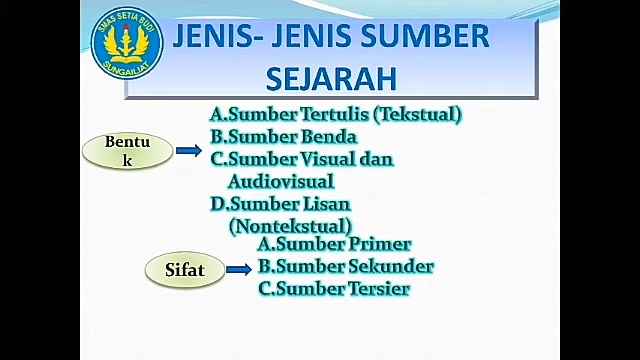 SMAS SETIA BUDI
SUNGAILIAT
JENIS- JENIS SUMBER
SEJARAH
A.Sumber Tertulis (Tekstual)
B.Sumber Benda
C.Sumber Visual dan
Audiovisual
D.Sumber Lisan
(Nontekstual)
Bentu
k
A.Sumber Primer
B.Sumber Sekunder
C.Sumber Tersier
Sifat